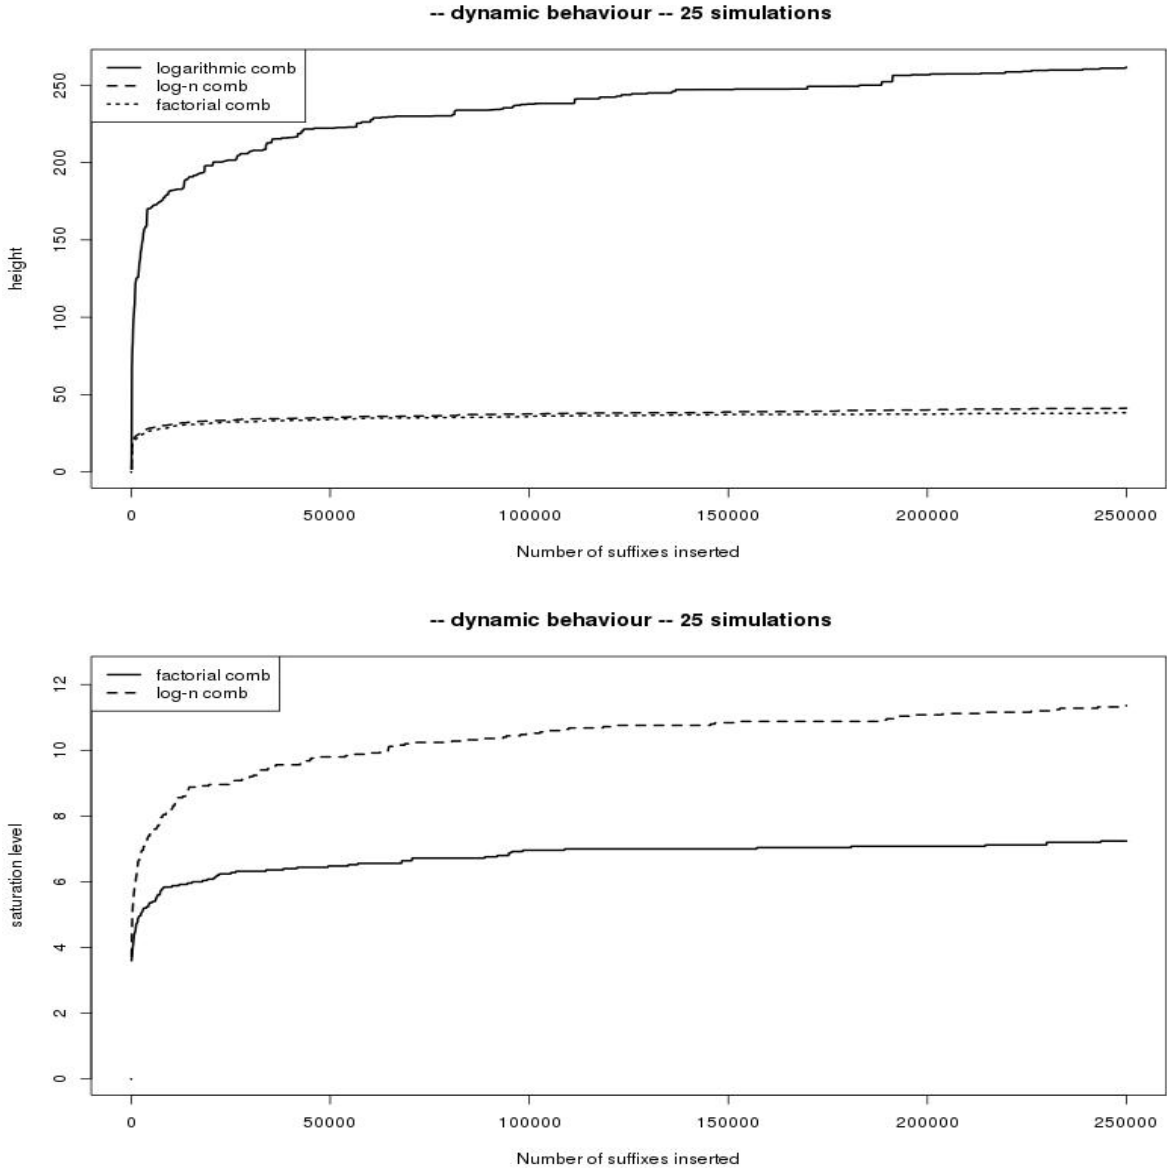 -- dynamic behaviour -- 25 simulations
logarithmic comb
log-n comb
factorial comb
height
0
50
100
150
200
250
0 50000 100000 150000 200000 250000
Number of suffixes inserted
-- dynamic behaviour -- 25 simulations
factorial comb
log-n comb
saturation level
0
2
4
6
8
10
12
0 50000 100000 150000 200000 250000
Number of suffixes inserted